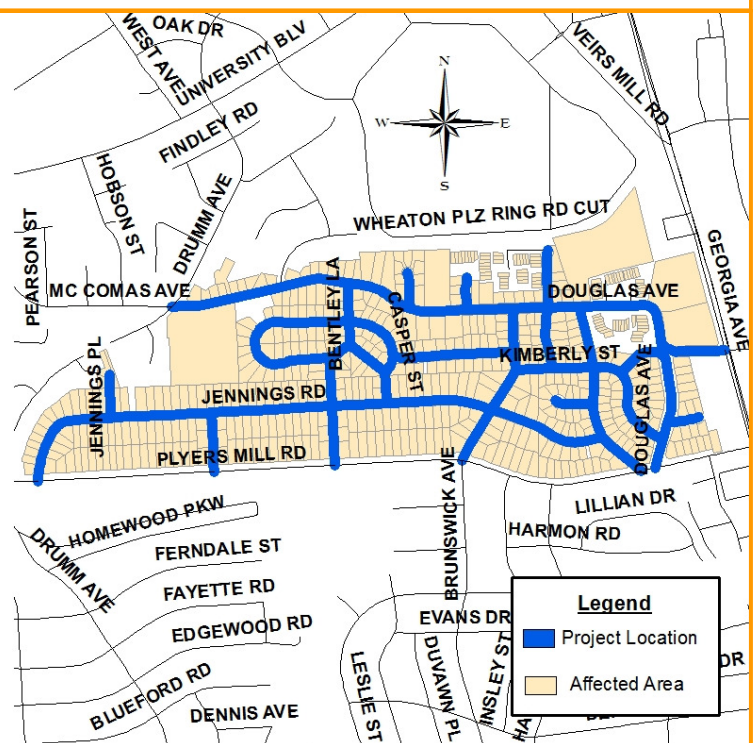 OAK DR
WEST AVE
UNIVERSITY BLV
VEIRS MILL RD
FINDLEY RD
N
W
E
S
HOBSON ST
DRUMM AVE
PEARSON ST
WHEATON PLZ RING RD CUT
GEORGIA AVE
MC COMAS AVE
BENTLEY LA
CASPER ST
DOUGLAS AVE
JENNINGS PL
KIMBERLY ST
DOUGLAS AVE
JENNINGS RD
PLYERS MILL RD
BRUNSWICK AVE
LILLIAN DR
HOMEWOOD PKW
HARMON RD
DRUMM AVE
FERNDALE ST
FAYETTE RD
EDGEWOOD RD
EVANS DR
BLUEFORD RD
DENNIS AVE
LESLIE ST
DUVAWN PL
INSLEY ST
HA
DR
Legend
Project Location
Affected Area